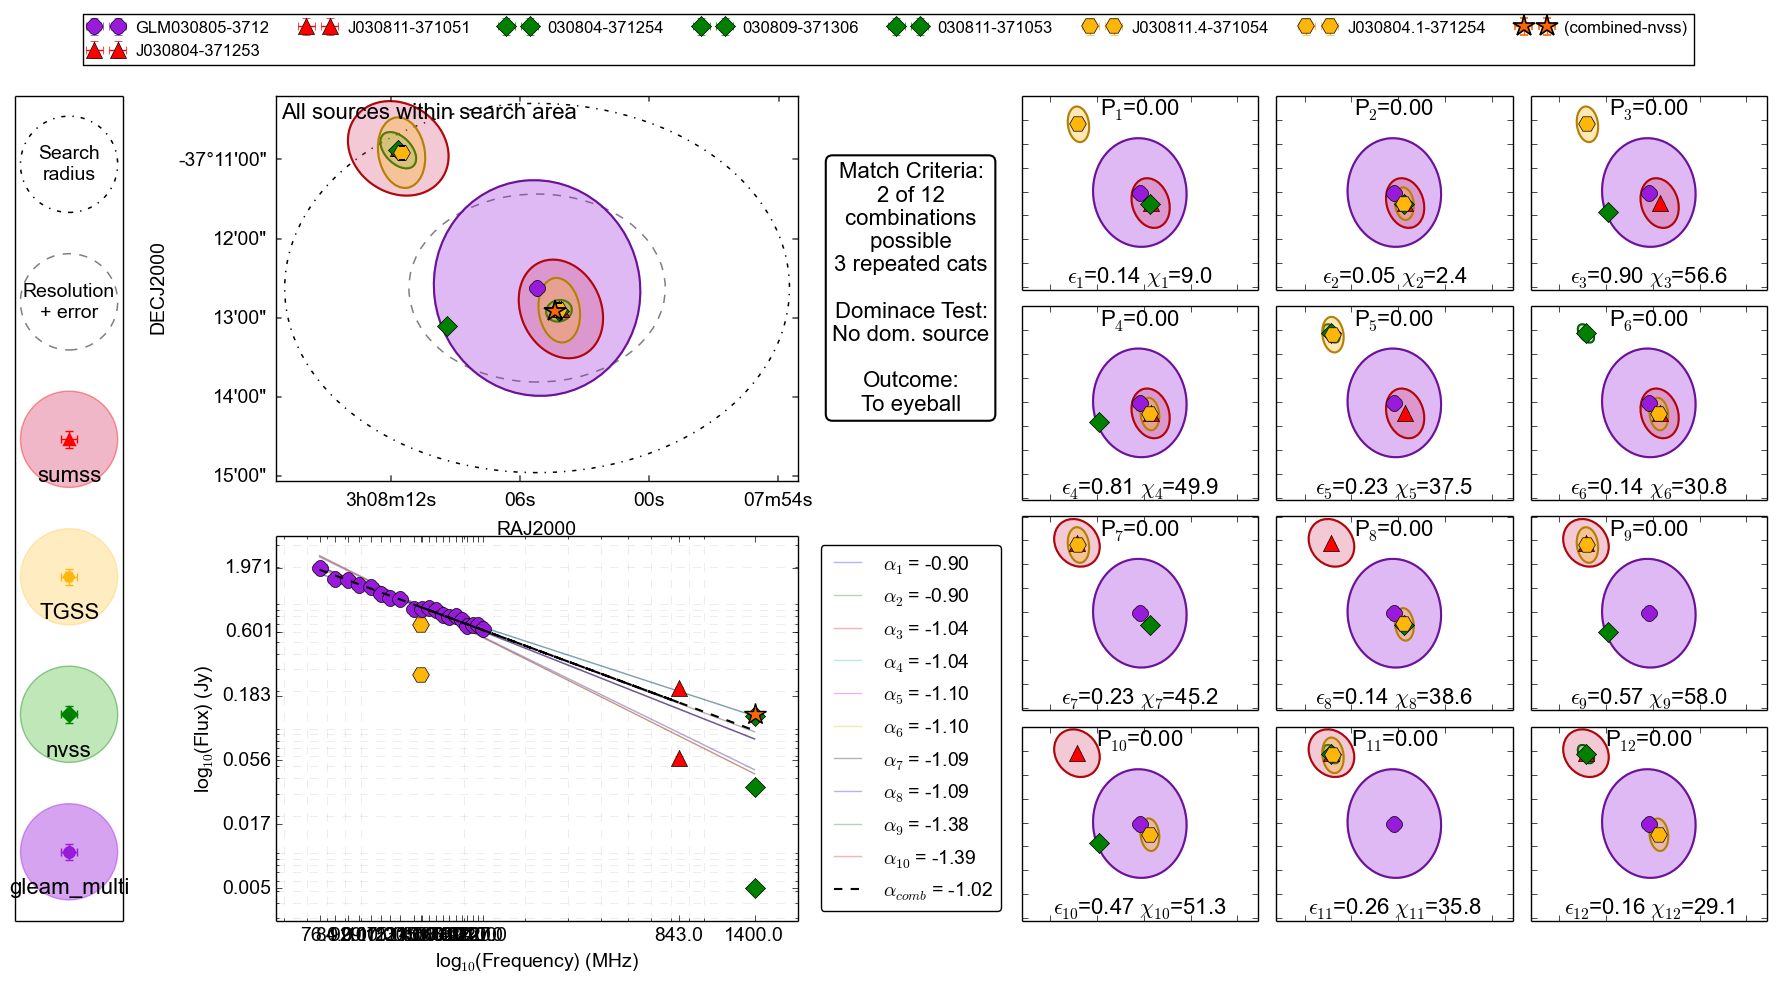 GLM030805-3712 J030811-371051 030804-371254 030809-371306 030811-371053 J030811.4-371054 J030804.1-371254 (combined-nvss)
J030804-371253
Search
radius
Resolution
+ error
sumss
TGSS
nvss
gleam_multi
All sources within search area
-37°11'00"
12'00"
13'00"
14'00"
15'00"
DECJ2000
3h08m12s 06s 00s 07m54s
RAJ2000
Match Criteria:
2 of 12
combinations
possible
3 repeated cats
Dominace Test:
No dom. source
Outcome:
To eyeball
1.971
0.601
0.183
0.056
0.017
0.005
log10(Flux) (Jy)
843.0 1400.0
log10(Frequency) (MHz)
α1 = -0.90
α2 = -0.90
α3 = -1.04
α4 = -1.04
α5 = -1.10
α6 = -1.10
α7 = -1.09
α8 = -1.09
α9 = -1.38
α10 = -1.39
αcomb = -1.02
P1=0.00
ϵ1=0.14 χ1=9.0
P2=0.00
ϵ2=0.05 χ2=2.4
P3=0.00
ϵ3=0.90 χ3=56.6
P4=0.00
ϵ4=0.81 χ4=49.9
P5=0.00
ϵ5=0.23 χ5=37.5
P6=0.00
ϵ6=0.14 χ6=30.8
P7=0.00
ϵ7=0.23 χ7=45.2
P8=0.00
ϵ8=0.14 χ8=38.6
P9=0.00
ϵ9=0.57 χ9=58.0
P10=0.00
ϵ10=0.47 χ10=51.3
P11=0.00
ϵ11=0.26 χ11=35.8
P12=0.00
ϵ12=0.16 χ12=29.1